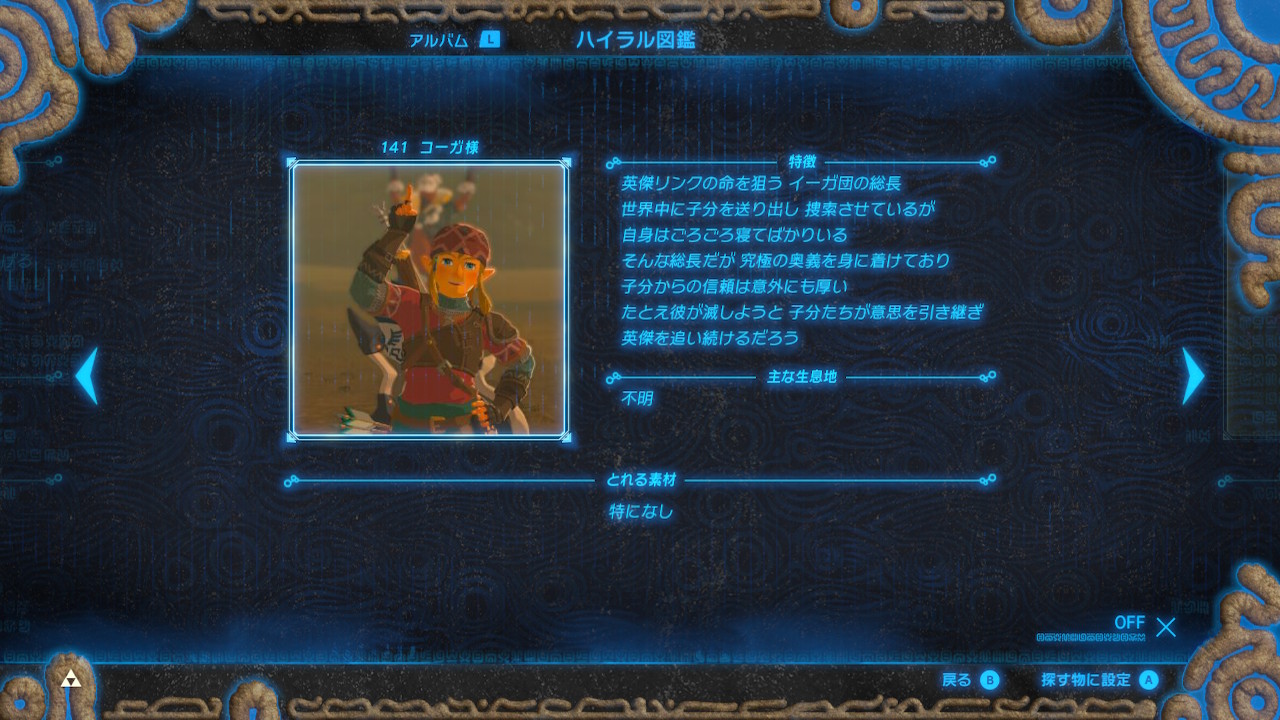 アルバム L
ハイラル図鑑
141 コーガ様
特徴
英傑リンクの命を狙う イーガ団の総長
世界中に子分を送り出し 捜索させているが
自身はごろごろ寝てばかりいる
そんな総長だが 究極の奥義を身に着けており
子分からの信頼は意外にも厚い
たとえ彼が滅しようと 子分たちが意思を引き継ぎ
英傑を追い続けるだろう
主な生息地
不明
とれる素材
特になし
OFF
戻る B
探す物に設定 A